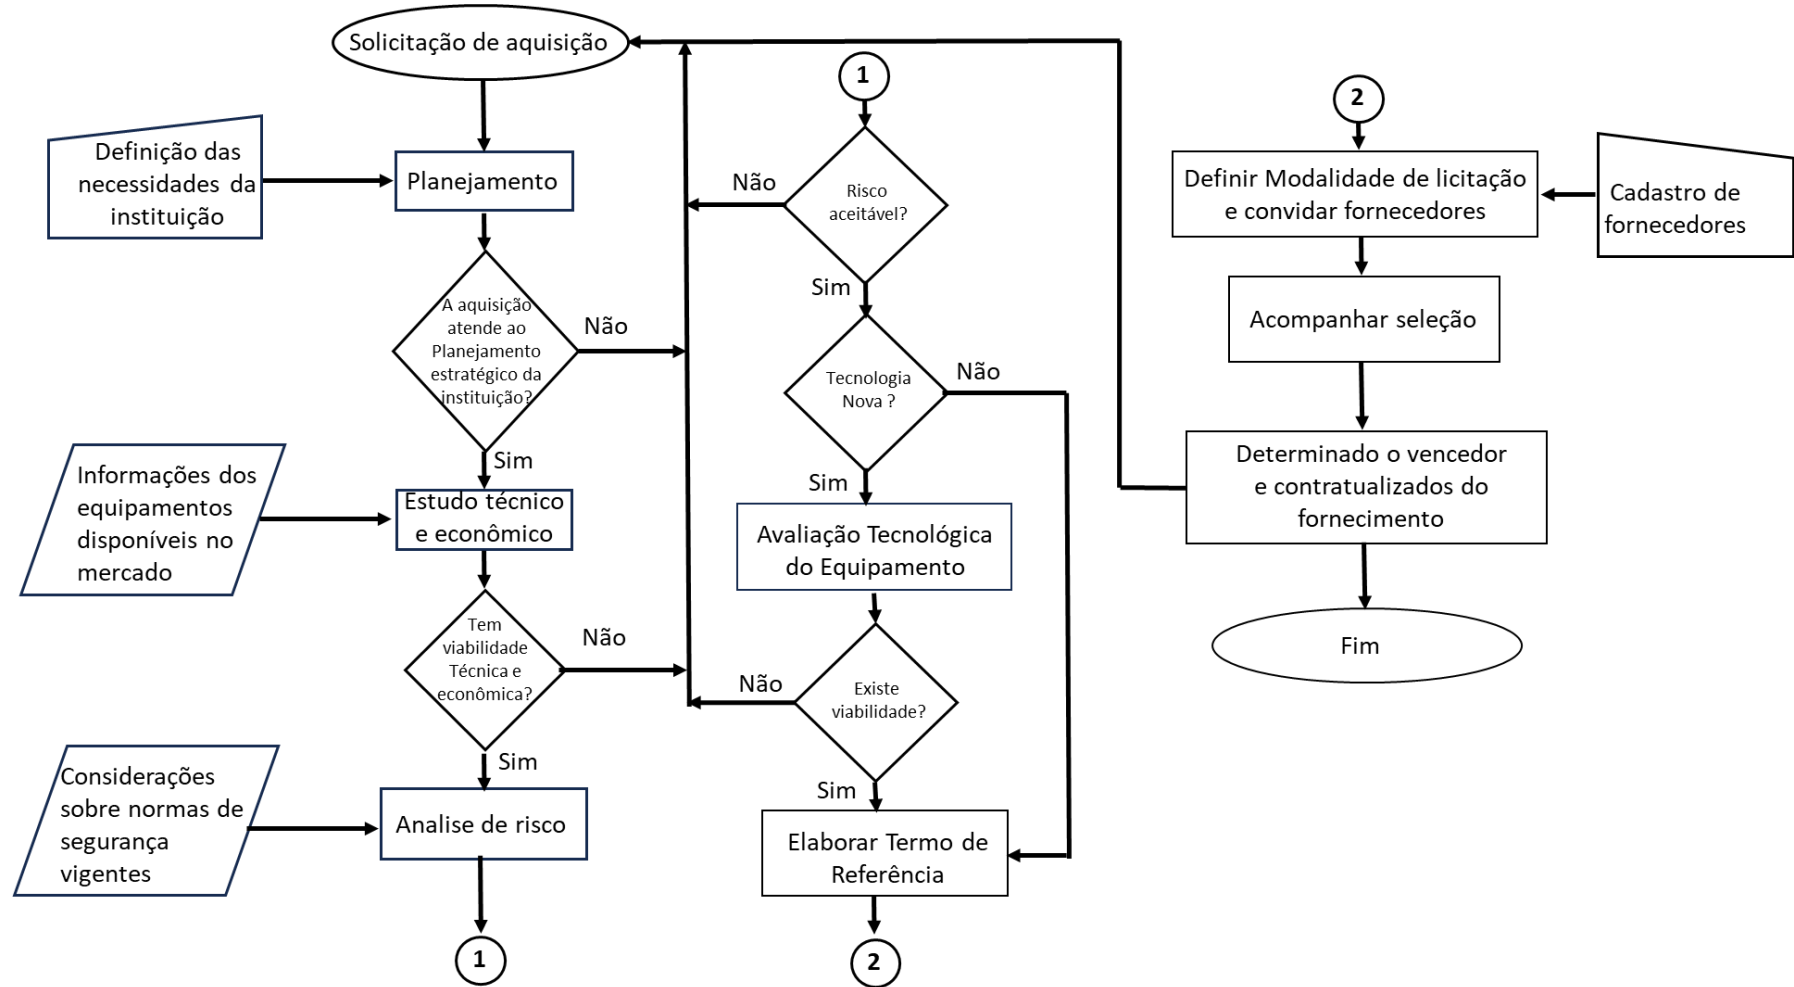 Solicitação de aquisição
Definição das
necessidades da
instituição
Planejamento
A aquisição
atende ao
Planejamento
estratégico da
instituição?
Não
Sim
Informações dos
equipamentos
disponíveis no
mercado
Estudo técnico
e econômico
Tem
viabilidade
Técnica e
econômica?
Não
Sim
Considerações
sobre normas de
segurança
vigentes
Analise de risco
1
1
Risco
aceitável?
Não
Sim
Tecnologia
Nova ?
Não
Sim
Avaliação Tecnológica
do Equipamento
Existe
viabilidade?
Não
Sim
Elaborar Termo de
Referência
2
2
Definir Modalidade de licitação
e convidar fornecedores
Cadastro de
fornecedores
Acompanhar seleção
Determinado o vencedor
e contratualizados do
fornecimento
Fim